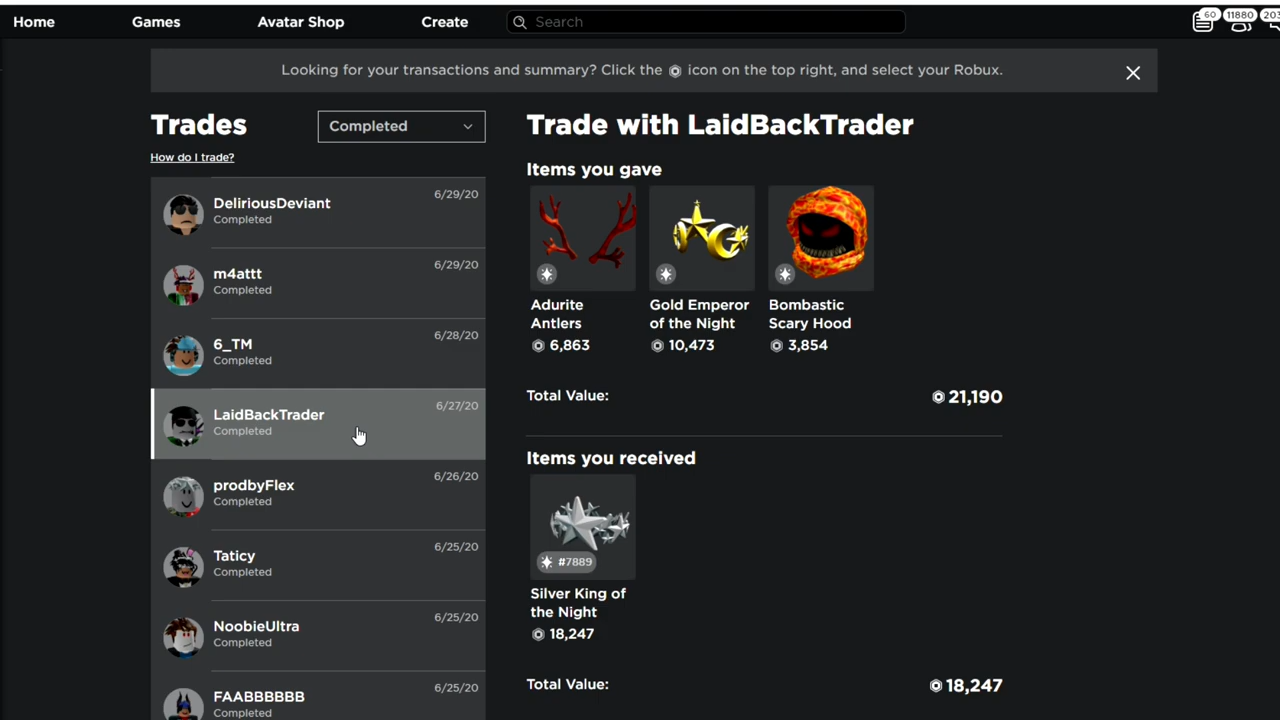 Home Games Avatar Shop Create Search 60 11880 203
Looking for your transactions and summary? Click the icon on the top right, and select your Robux.
Trades Completed
How do I trade?
DeliriousDeviant 6/29/20
Completed
m4attt 6/29/20
Completed
6_TM 6/28/20
Completed
LaidBackTrader 6/27/20
Completed
prodbyFlex 6/26/20
Completed
Taticy 6/25/20
Completed
NoobieUltra 6/25/20
Completed
FAABBBBBB 6/25/20
Completed
Trade with LaidBackTrader
Items you gave
Adurite
Antlers
6,863
Gold Emperor
of the Night
10,473
Bombastic
Scary Hood
3,854
Total Value: 21,190
Items you received
#7889
Silver King of
the Night
18,247
Total Value: 18,247